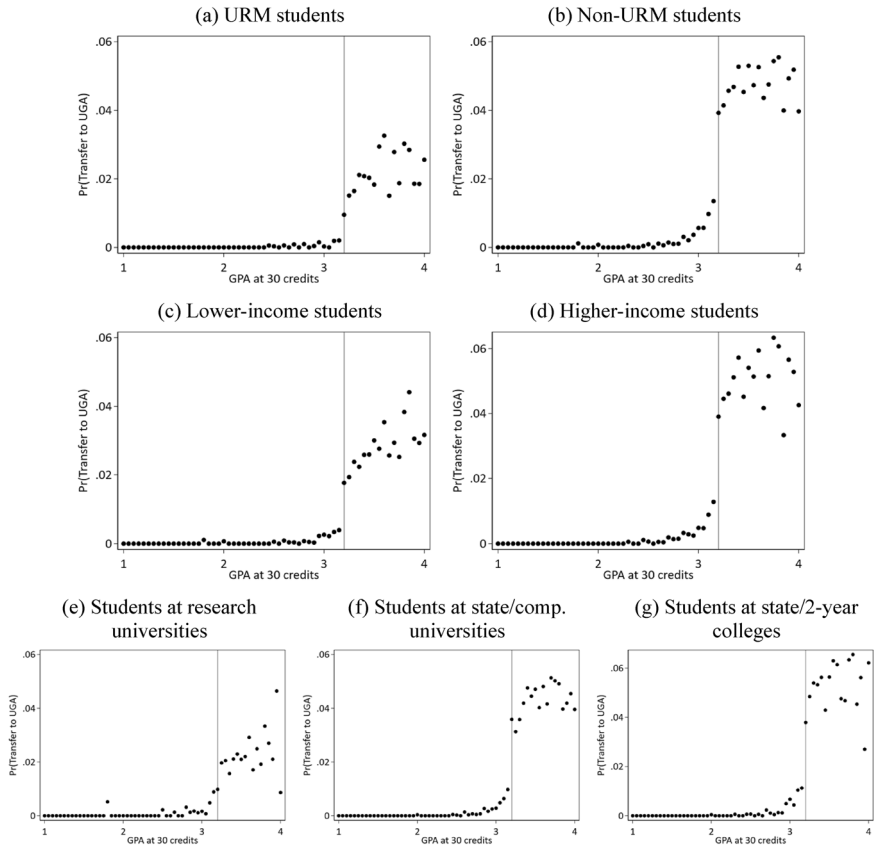 (a) URM students
(b) Non-URM students
.06
.04
.02
0
Pr(Transfer to UGA)
1
2
3
4
GPA at 30 credits
.06
.04
.02
0
Pr(Transfer to UGA)
1
2
3
4
GPA at 30 credits
(c) Lower-income students
(d) Higher-income students
.06
.04
.02
0
Pr(Transfer to UGA)
1
2
3
4
GPA at 30 credits
.06
.04
.02
0
Pr(Transfer to UGA)
1
2
3
4
GPA at 30 credits
(e) Students at research
universities
(f) Students at state/comp.
universities
(g) Students at state/2-year
colleges
.06
.04
.02
0
Pr(Transfer to UGA)
1
2
3
4
GPA at 30 credits
.06
.04
.02
0
Pr(Transfer to UGA)
1
2
3
4
GPA at 30 credits
.06
.04
.02
0
Pr(Transfer to UGA)
1
2
3
4
GPA at 30 credits